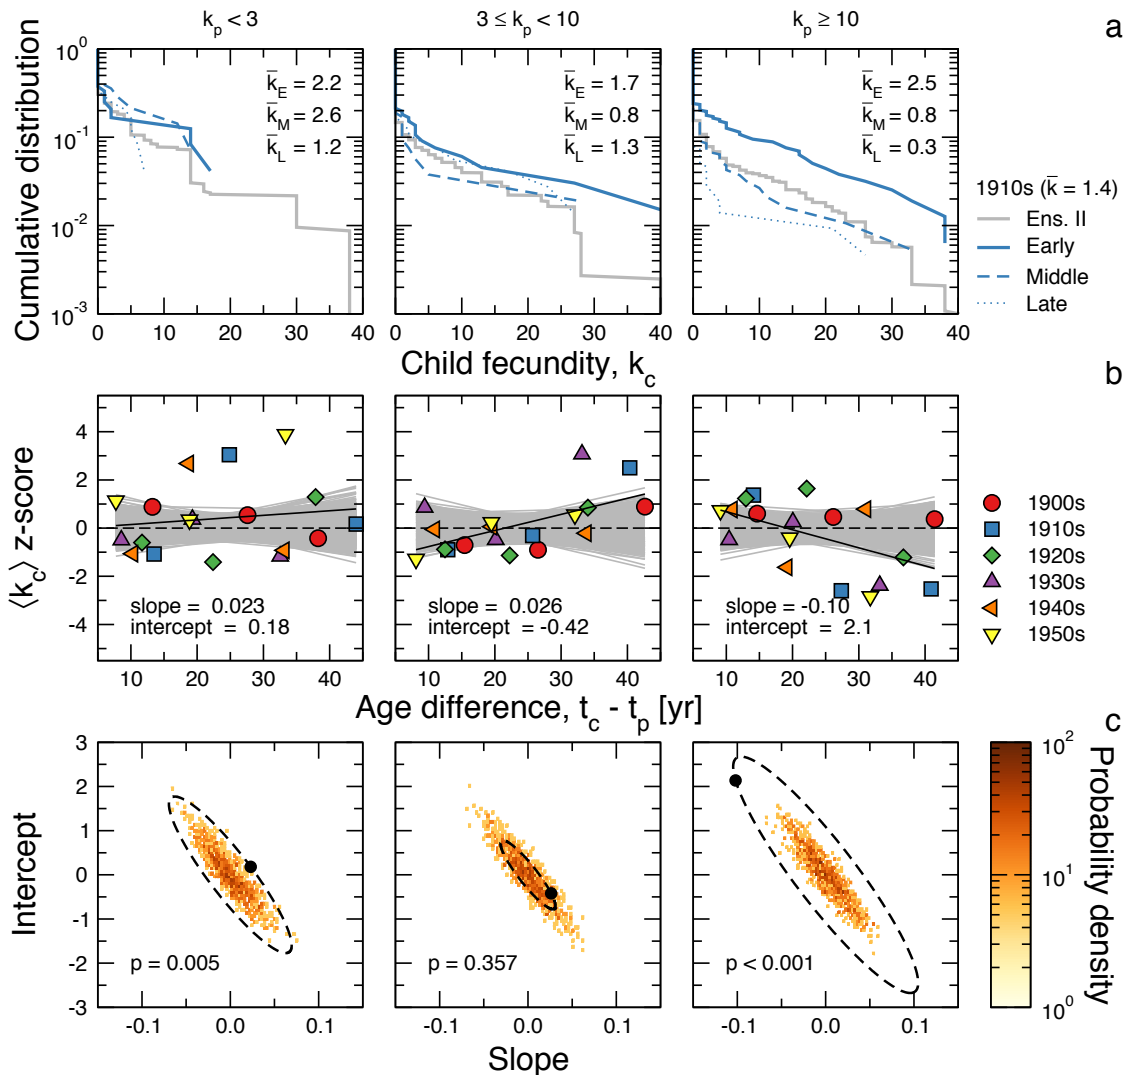 k_p < 3
3 ≤ k_p < 10
k_p ≥ 10
a
Cumulative distribution
10^0
10^-1
10^-2
10^-3
k̅_E = 2.2
k̅_M = 2.6
k̅_L = 1.2
k̅_E = 1.7
k̅_M = 0.8
k̅_L = 1.3
k̅_E = 2.5
k̅_M = 0.8
k̅_L = 0.3
1910s (k̅ = 1.4)
Ens. II
Early
Middle
Late
0 10 20 30 40
0 10 20 30 40
0 10 20 30 40
Child fecundity, k_c
b
⟨k_c⟩ z-score
4
2
0
-2
-4
slope = 0.023
intercept = 0.18
slope = 0.026
intercept = -0.42
slope = -0.10
intercept = 2.1
1900s
1910s
1920s
1930s
1940s
1950s
10 20 30 40
10 20 30 40
10 20 30 40
Age difference, t_c - t_p [yr]
c
Intercept
3
2
1
0
-1
-2
-3
p = 0.005
p = 0.357
p < 0.001
-0.1 0.0 0.1
-0.1 0.0 0.1
-0.1 0.0 0.1
Slope
10^2
10^1
10^0
Probability density